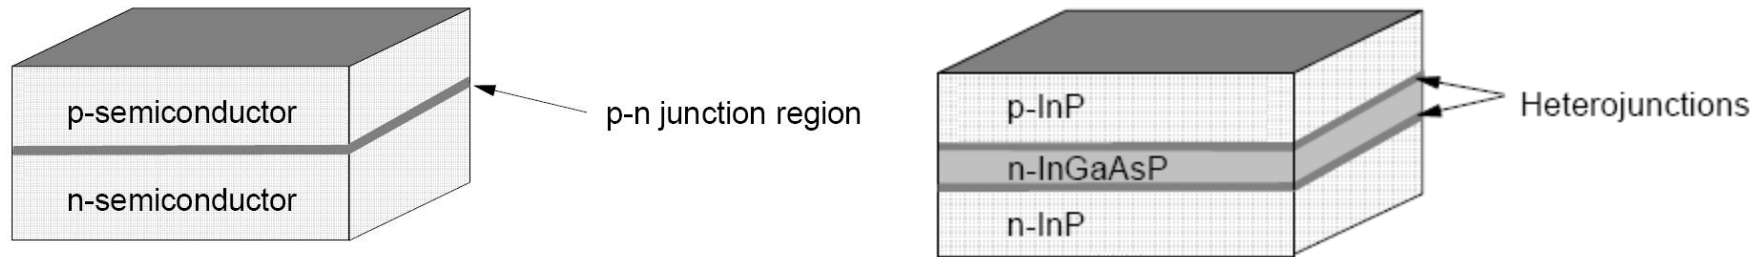 p-semiconductor
p-n junction region
n-semiconductor
p-InP
Heterojunctions
n-InGaAsP
n-InP